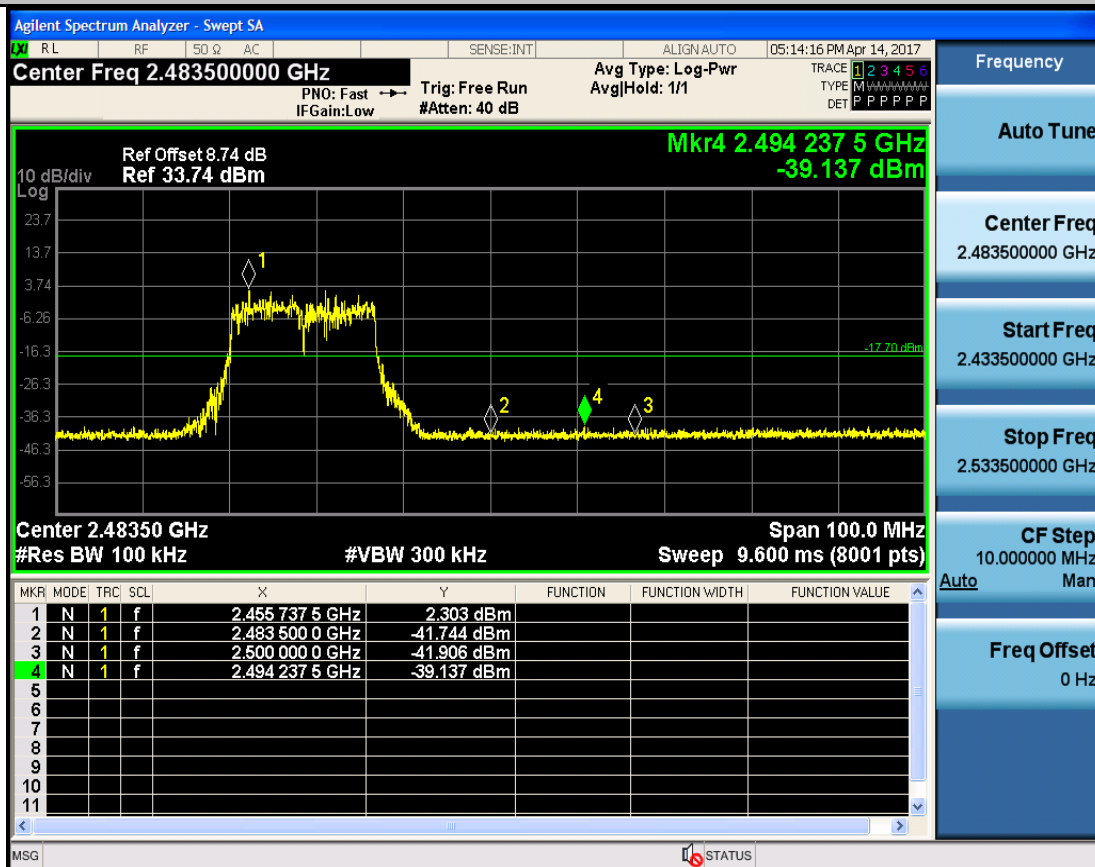 Agilent Spectrum Analyzer - Swept SA
LXI RL RF 50 Ω AC SENSE:INT ALIGN AUTO 05:14:16 PM Apr 14, 2017
Center Freq 2.483500000 GHz
PNO: Fast
IFGain:Low
Trig: Free Run
#Atten: 40 dB
Avg Type: Log-Pwr
Avg|Hold: 1/1
TRACE 1 2 3 4 5 6
TYPE M WWWWW
DET P P P P P P
Mkr4 2.494 237 5 GHz
-39.137 dBm
Ref Offset 8.74 dB
10 dB/div Ref 33.74 dBm
Log
23.7
13.7
3.74
-6.26
-16.3
-26.3
-36.3
-46.3
-56.3
1
-17.70 dBm
2
4
3
Center 2.48350 GHz Span 100.0 MHz
#Res BW 100 kHz #VBW 300 kHz Sweep 9.600 ms (8001 pts)
MKR MODE TRC SCL X Y FUNCTION FUNCTION WIDTH FUNCTION VALUE
1 N 1 f 2.455 737 5 GHz 2.303 dBm
2 N 1 f 2.483 500 0 GHz -41.744 dBm
3 N 1 f 2.500 000 0 GHz -41.906 dBm
4 N 1 f 2.494 237 5 GHz -39.137 dBm
5
6
7
8
9
10
11
MSG STATUS
Frequency
Auto Tune
Center Freq
2.483500000 GHz
Start Freq
2.433500000 GHz
Stop Freq
2.533500000 GHz
CF Step
10.000000 MHz
Auto Man
Freq Offset
0 Hz